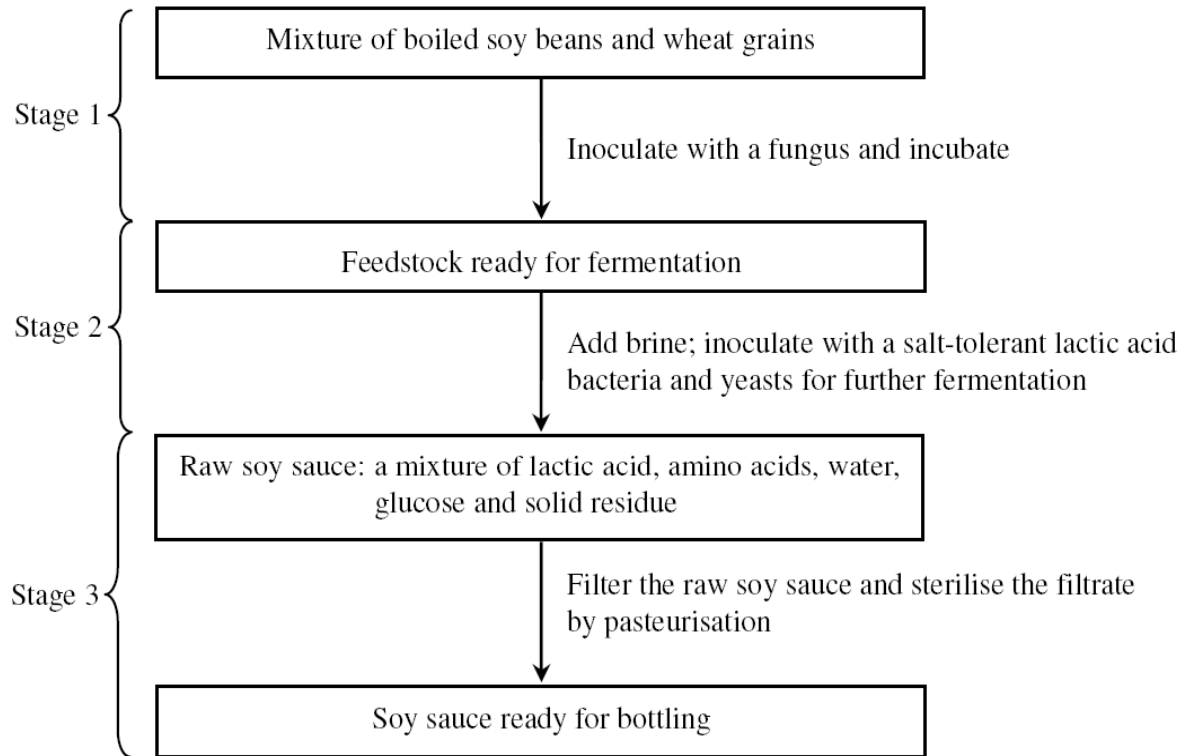 Mixture of boiled soy beans and wheat grains
Stage 1
Inoculate with a fungus and incubate
Feedstock ready for fermentation
Stage 2
Add brine; inoculate with a salt-tolerant lactic acid
bacteria and yeasts for further fermentation
Raw soy sauce: a mixture of lactic acid, amino acids, water,
glucose and solid residue
Stage 3
Filter the raw soy sauce and sterilise the filtrate
by pasteurisation
Soy sauce ready for bottling